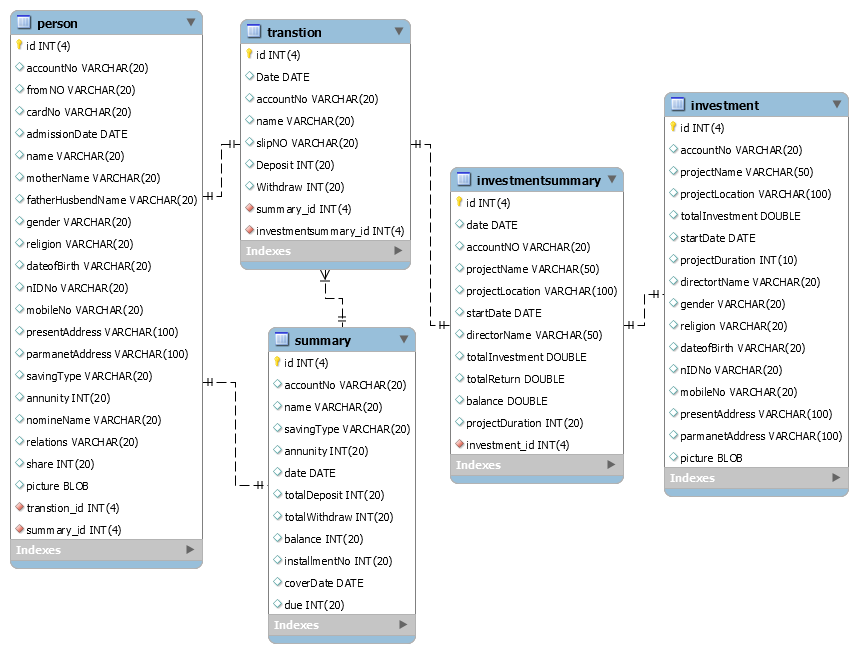 person
id INT(4)
accountNo VARCHAR(20)
fromNO VARCHAR(20)
cardNo VARCHAR(20)
admissionDate DATE
name VARCHAR(20)
motherName VARCHAR(20)
fatherHusbendName VARCHAR(20)
gender VARCHAR(20)
religion VARCHAR(20)
dateofBirth VARCHAR(20)
nIDNo VARCHAR(20)
mobileNo VARCHAR(20)
presentAddress VARCHAR(100)
parmanetAddress VARCHAR(100)
savingType VARCHAR(20)
annunity INT(20)
nomineName VARCHAR(20)
relations VARCHAR(20)
share INT(20)
picture BLOB
transtion_id INT(4)
summary_id INT(4)
Indexes
transtion
id INT(4)
Date DATE
accountNo VARCHAR(20)
name VARCHAR(20)
slipNO VARCHAR(20)
Deposit INT(20)
Withdraw INT(20)
summary_id INT(4)
investmentsummary_id INT(4)
Indexes
summary
id INT(4)
accountNo VARCHAR(20)
name VARCHAR(20)
savingType VARCHAR(20)
annunity INT(20)
date DATE
totalDeposit INT(20)
totalWithdraw INT(20)
balance INT(20)
installmentNo INT(20)
coverDate DATE
due INT(20)
Indexes
investmentsummary
id INT(4)
date DATE
accountNO VARCHAR(20)
projectName VARCHAR(50)
projectLocation VARCHAR(100)
startDate DATE
directorName VARCHAR(50)
totalInvestment DOUBLE
totalReturn DOUBLE
balance DOUBLE
projectDuration INT(20)
investment_id INT(4)
Indexes
investment
id INT(4)
accountNo VARCHAR(20)
projectName VARCHAR(50)
projectLocation VARCHAR(100)
totalInvestment DOUBLE
startDate DATE
projectDuration INT(10)
directortName VARCHAR(20)
gender VARCHAR(20)
religion VARCHAR(20)
dateofBirth VARCHAR(20)
nIDNo VARCHAR(20)
mobileNo VARCHAR(20)
presentAddress VARCHAR(100)
parmanetAddress VARCHAR(100)
picture BLOB
Indexes